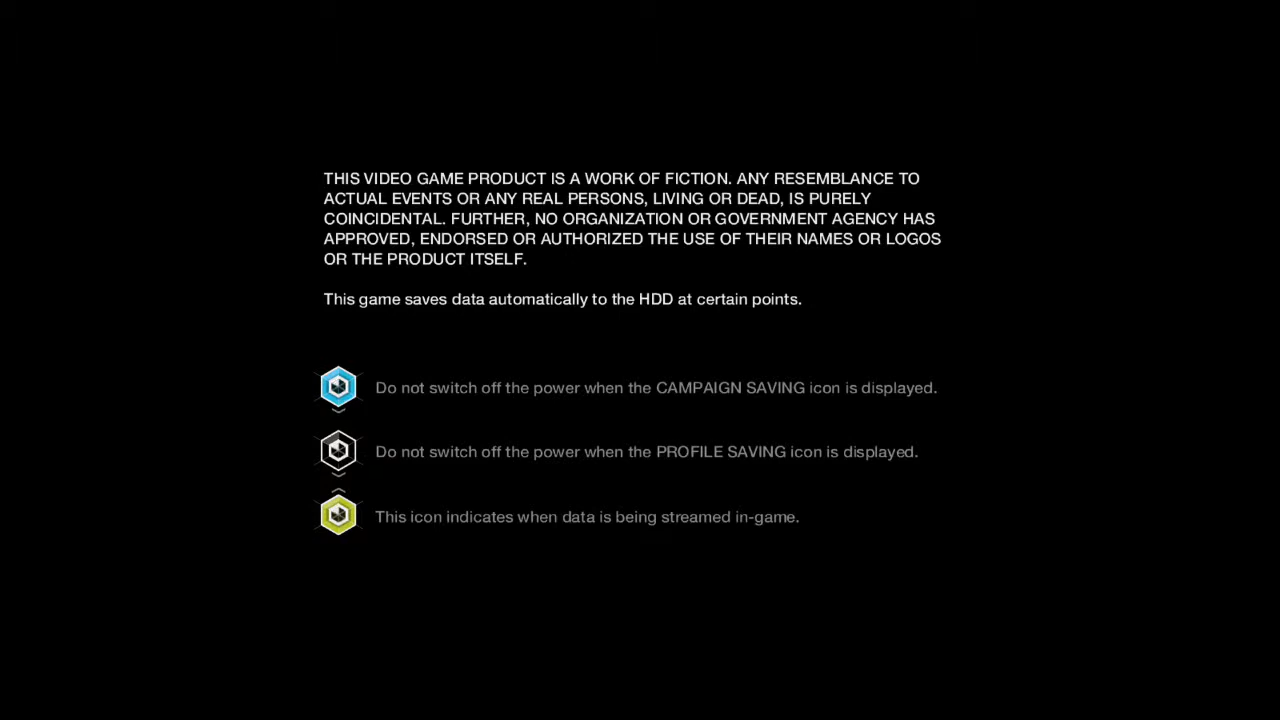 THIS VIDEO GAME PRODUCT IS A WORK OF FICTION. ANY RESEMBLANCE TO
ACTUAL EVENTS OR ANY REAL PERSONS, LIVING OR DEAD, IS PURELY
COINCIDENTAL. FURTHER, NO ORGANIZATION OR GOVERNMENT AGENCY HAS
APPROVED, ENDORSED OR AUTHORIZED THE USE OF THEIR NAMES OR LOGOS
OR THE PRODUCT ITSELF.
This game saves data automatically to the HDD at certain points.
Do not switch off the power when the CAMPAIGN SAVING icon is displayed.
Do not switch off the power when the PROFILE SAVING icon is displayed.
This icon indicates when data is being streamed in-game.